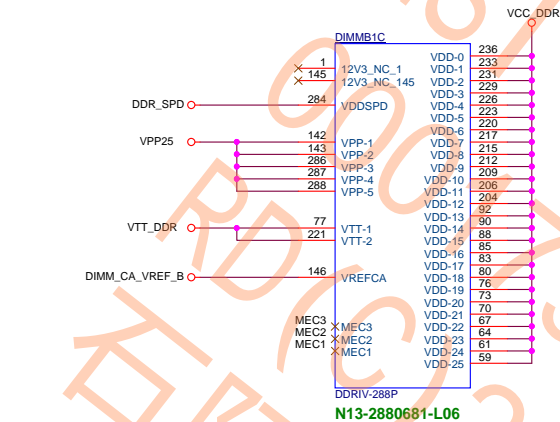 VCC_DDR
DIMMB1C
1 12V3_NC_1
145 12V3_NC_145
DDR_SPD 284 VDDSPD
VPP25 142 VPP-1
143 VPP-2
286 VPP-3
287 VPP-4
288 VPP-5
VTT_DDR 77 VTT-1
221 VTT-2
DIMM_CA_VREF_B 146 VREFCA
MEC3 MEC3
MEC2 MEC2
MEC1 MEC1
VDD-0 236
VDD-1 233
VDD-2 231
VDD-3 229
VDD-4 226
VDD-5 223
VDD-6 220
VDD-7 217
VDD-8 215
VDD-9 212
VDD-10 209
VDD-11 206
VDD-12 204
VDD-13 92
VDD-14 90
VDD-15 88
VDD-16 85
VDD-17 83
VDD-18 80
VDD-19 76
VDD-20 73
VDD-21 70
VDD-22 67
VDD-23 64
VDD-24 61
VDD-25 59
DDRIV-288P
N13-2880681-L06